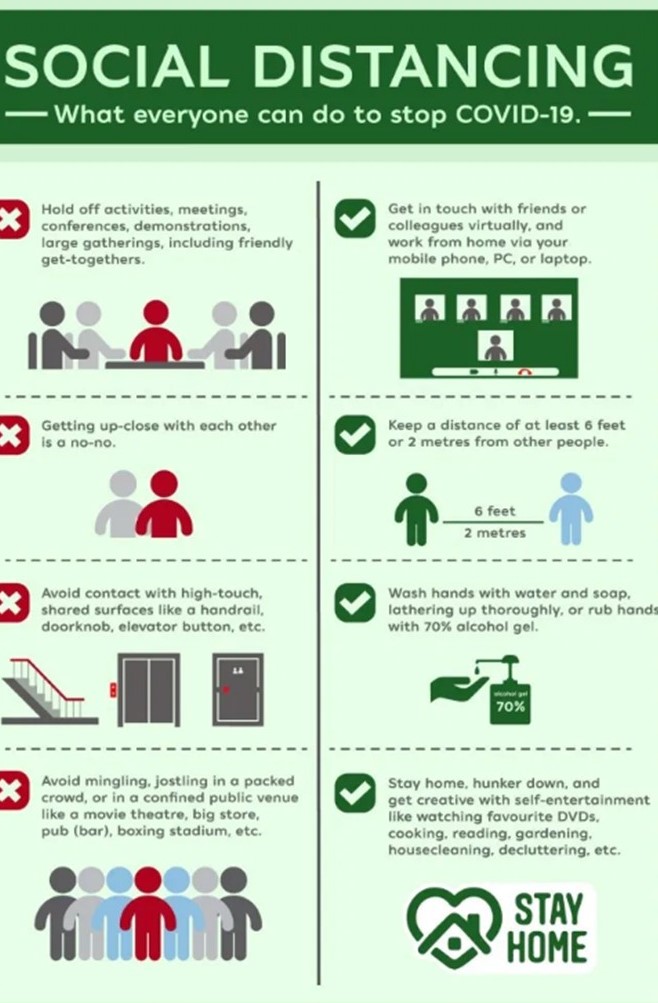 SOCIAL DISTANCING
What everyone can do to stop COVID-19.
Hold off activities, meetings,
conferences, demonstrations,
large gatherings, including friendly
get-togethers.
Get in touch with friends or
colleagues virtually, and
work from home via your
mobile phone, PC, or laptop.
Getting up-close with each other
is a no-no.
Keep a distance of at least 6 feet
or 2 metres from other people.
6 feet
2 metres
Avoid contact with high-touch,
shared surfaces like a handrail,
doorknob, elevator button, etc.
Wash hands with water and soap,
lathering up thoroughly, or rub hands
with 70% alcohol gel.
alcohol gel
70%
Avoid mingling, jostling in a packed
crowd, or in a confined public venue
like a movie theatre, big store,
pub (bar), boxing stadium, etc.
Stay home, hunker down, and
get creative with self-entertainment
like watching favourite DVDs,
cooking, reading, gardening,
housecleaning, decluttering, etc.
STAY
HOME